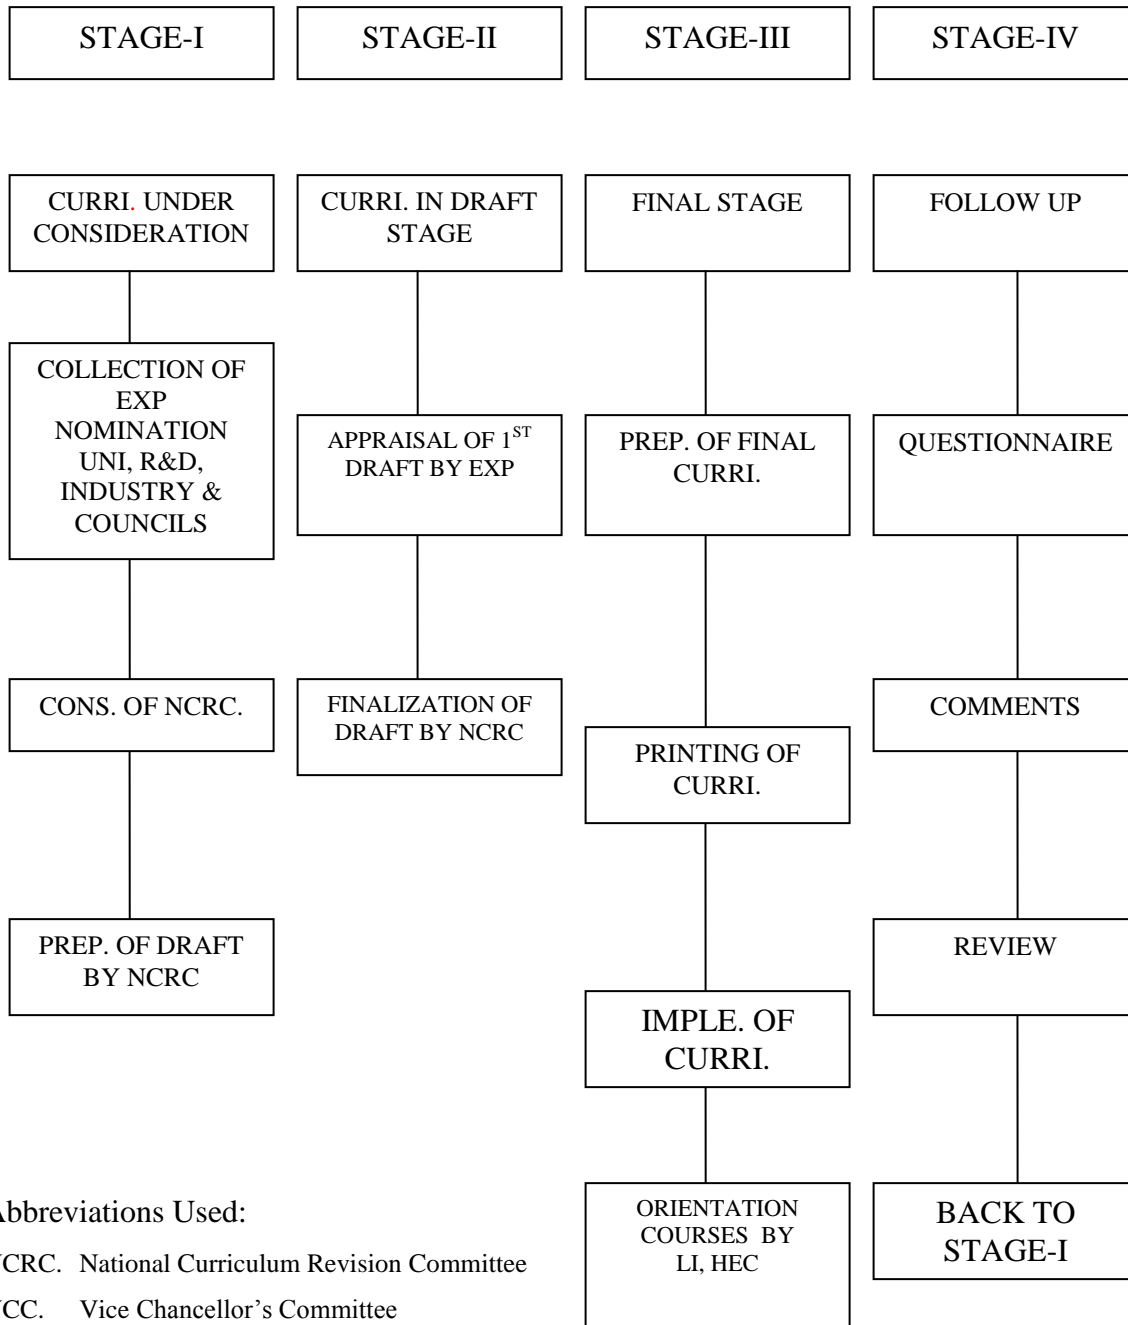 STAGE-I
STAGE-II
STAGE-III
STAGE-IV
CURRI. UNDER
CONSIDERATION
COLLECTION OF
EXP
NOMINATION
UNI, R&D,
INDUSTRY &
COUNCILS
CONS. OF NCRC.
PREP. OF DRAFT
BY NCRC
CURRI. IN DRAFT
STAGE
APPRAISAL OF 1ST
DRAFT BY EXP
FINALIZATION OF
DRAFT BY NCRC
FINAL STAGE
PREP. OF FINAL
CURRI.
PRINTING OF
CURRI.
IMPLE. OF
CURRI.
ORIENTATION
COURSES BY
LI, HEC
FOLLOW UP
QUESTIONNAIRE
COMMENTS
REVIEW
BACK TO
STAGE-I
Abbreviations Used:
NCRC. National Curriculum Revision Committee
VCC. Vice Chancellor's Committee